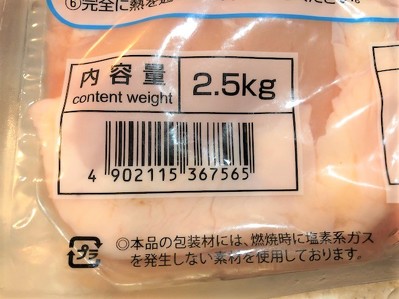 ⑥完全に熱を
内容量 2.5kg
content weight
4 902115 367565
プラ
◎本品の包装材には、燃焼時に塩素系ガス
を発生しない素材を使用しております。